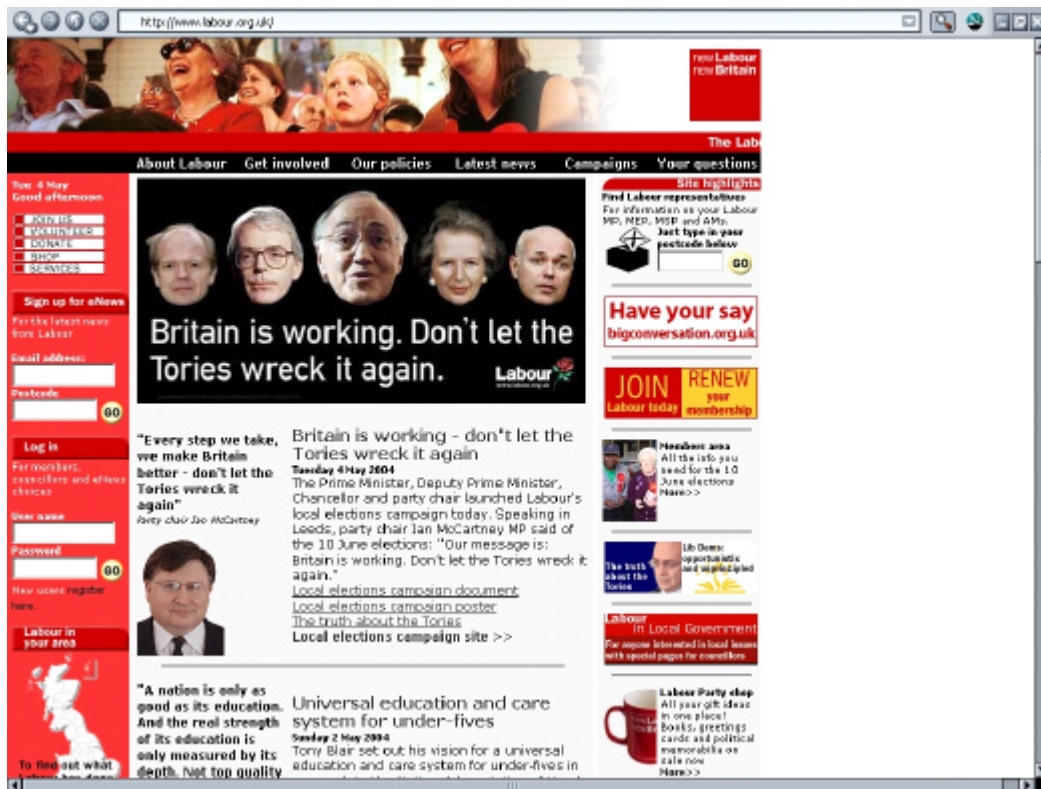 http://www.labour.org.uk/
new Labour
new Britain
The Lab
About Labour Get involved Our policies Latest news Campaigns Your questions
Tue 4 May
Good afternoon
JOIN US
VOLUNTEER
DONATE
SHOP
SERVICES
Sign up for eNews
For the latest news
from Labour
Email address:
Postcode
GO
Log in
For members,
councillors and eNews
choices
User name
Password
GO
New users register
here.
Labour in
your area
To find out what
Britain is working. Don't let the
Tories wreck it again.
Labour
www.labour.org.uk
"Every step we take,
we make Britain
better - don't let the
Tories wreck it
again"
Party chair Ian McCartney
Britain is working - don"t let the
Tories wreck it again
Tuesday 4 May 2004
The Prime Minister, Deputy Prime Minister,
Chancellor and party chair launched Labour's
local elections campaign today. Speaking in
Leeds, party chair Ian McCartney MP said of
the 10 June elections: "Our message is:
Britain is working. Don't let the Tories wreck it
again."
Local elections campaign document
Local elections campaign poster
The truth about the Tories
Local elections campaign site >>
"A nation is only as
good as its education.
And the real strength
of its education is
only measured by its
depth. Not top quality
Universal education and care
system for under-fives
Sunday 2 May 2004
Tony Blair set out his vision for a universal
education and care system for under-fives in
Site highlights
Find Labour representatives
For information on your Labour
MP, MEP, MSP and AMs.
Just type in your
postcode below
GO
Have your say
bigconversation.org.uk
JOIN
Labour today
RENEW
your
membership
Members area
All the info you
need for the 10
June elections
More>>
The truth
about the
Tories
Lib Dems:
opportunistic
and unprincipled
Labour
in Local Government
For anyone interested in local issues
with special pages for councillors
Labour Party shop
All your gift ideas
in one place!
Books, greetings
cards and political
memorabilia on
sale now
More>>